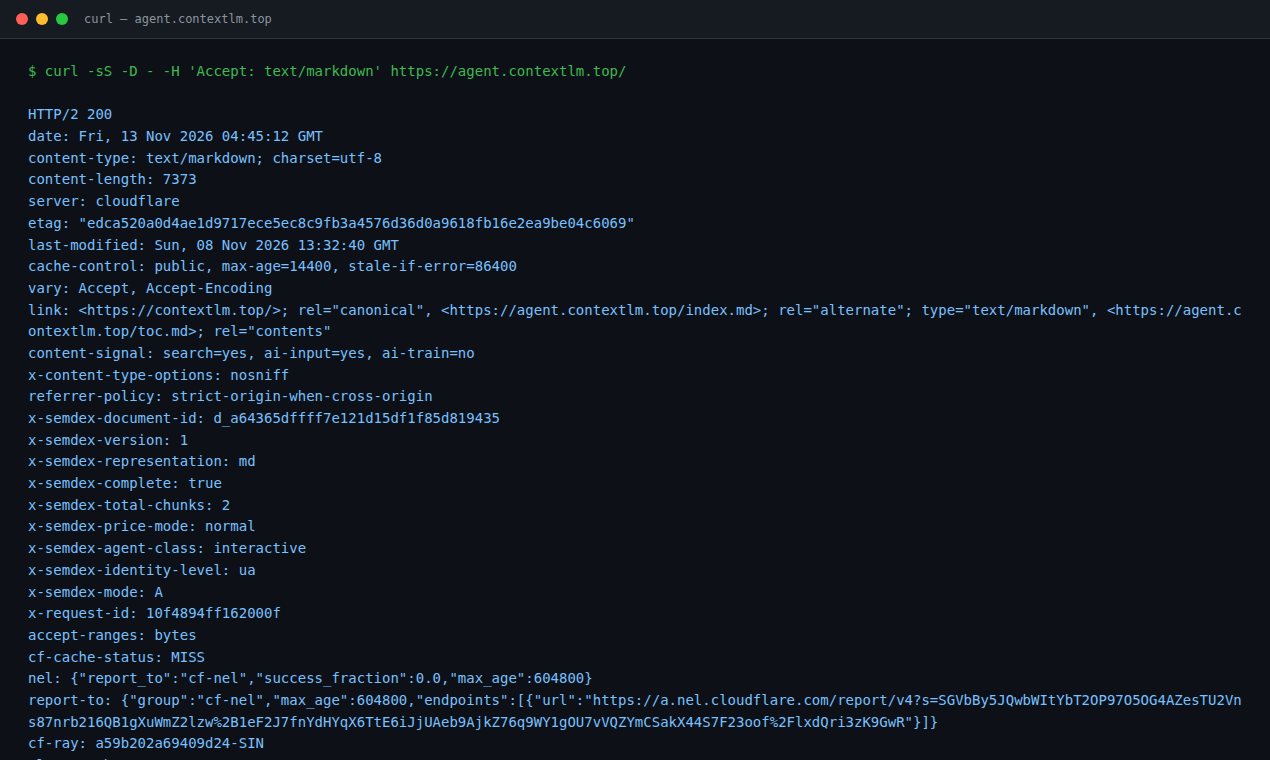 curl — agent.contextlm.top
$ curl -sS -D - -H 'Accept: text/markdown' https://agent.contextlm.top/
HTTP/2 200
date: Fri, 13 Nov 2026 04:45:12 GMT
content-type: text/markdown; charset=utf-8
content-length: 7373
server: cloudflare
etag: "edca520a0d4ae1d9717ece5ec8c9fb3a4576d36d0a9618fb16e2ea9be04c6069"
last-modified: Sun, 08 Nov 2026 13:32:40 GMT
cache-control: public, max-age=14400, stale-if-error=86400
vary: Accept, Accept-Encoding
link: <https://contextlm.top/>; rel="canonical", <https://agent.contextlm.top/index.md>; rel="alternate"; type="text/markdown", <https://agent.c
ontextlm.top/toc.md>; rel="contents"
content-signal: search=yes, ai-input=yes, ai-train=no
x-content-type-options: nosniff
referrer-policy: strict-origin-when-cross-origin
x-semdex-document-id: d_a64365dffff7e121d15df1f85d819435
x-semdex-version: 1
x-semdex-representation: md
x-semdex-complete: true
x-semdex-total-chunks: 2
x-semdex-price-mode: normal
x-semdex-agent-class: interactive
x-semdex-identity-level: ua
x-semdex-mode: A
x-request-id: 10f4894ff162000f
accept-ranges: bytes
cf-cache-status: MISS
nel: {"report_to":"cf-nel","success_fraction":0.0,"max_age":604800}
report-to: {"group":"cf-nel","max_age":604800,"endpoints":[{"url":"https://a.nel.cloudflare.com/report/v4?s=SGVbBy5JQwbWItYbT2OP97O5OG4AZesTU2Vn
s87nrb216QB1gXuWmZ2lzw%2B1eF2J7fnYdHYqX6TtE6iJjUAeb9AjkZ76q9WY1gOU7vVQZYmCSakX44S7F23oof%2FlxdQri3zK9GwR"}]}
cf-ray: a59b202a69409d24-SIN